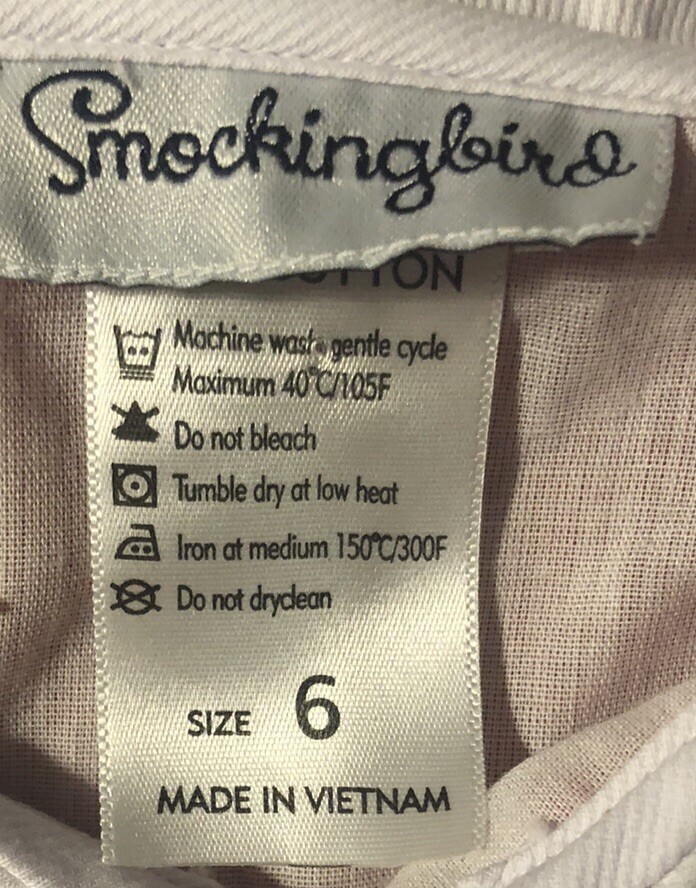 Smockingbird
Machine wash gentle cycle
Maximum 40°C/105F
Do not bleach
Tumble dry at low heat
Iron at medium 150°C/300F
Do not dryclean
SIZE 6
MADE IN VIETNAM